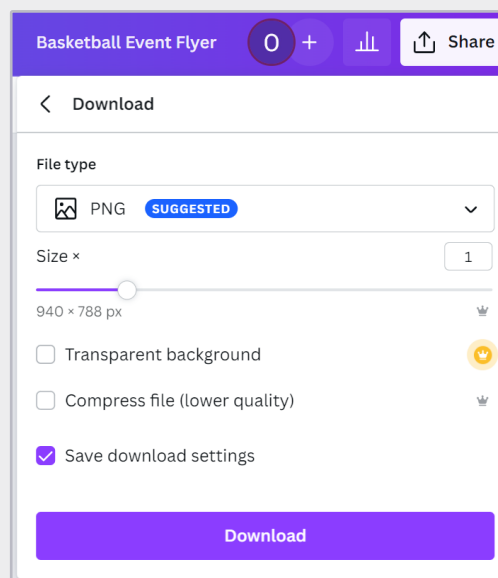 Basketball Event Flyer
O
+
Share
Download
File type
PNG SUGGESTED
Size × 1
940 × 788 px
Transparent background
Compress file (lower quality)
Save download settings
Download